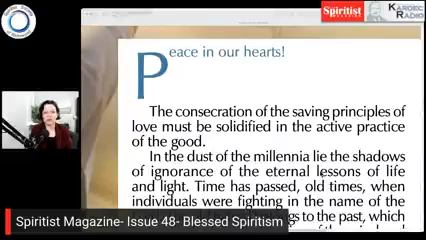 Spiritist
KARDEC
RADIO
Peace in our hearts!
The consecration of the saving principles of
love must be solidified in the active practice
of the good.
In the dust of the millennia lie the shadows
of ignorance of the eternal lessons of life
and light. Time has passed, old times, when
individuals were fighting in the name of the
to the past, which
Spiritist Magazine- Issue 48- Blessed Spiritism